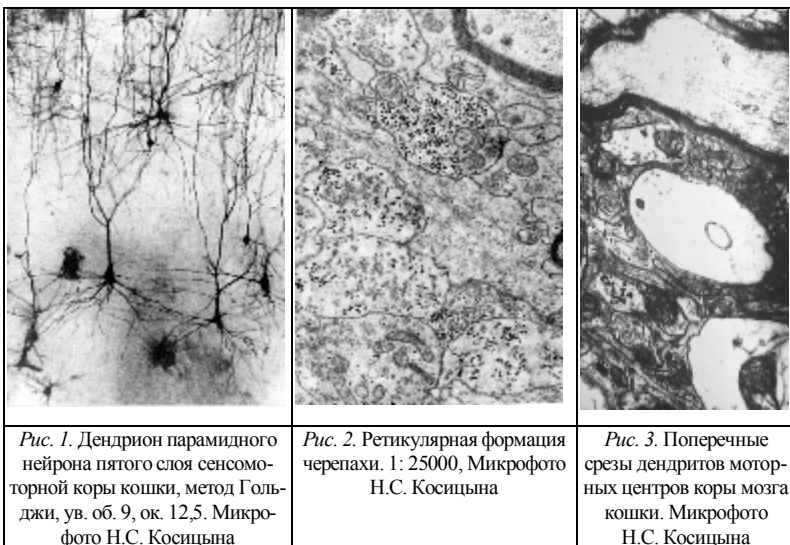 Рис. 1. Дендрион парамидного
нейрона пятого слоя сенсомо-
торной коры кошки, метод Голь-
джи, ув. об. 9, ок. 12,5. Микро-
фото Н.С. Косицына
Рис. 2. Ретикулярная формация
черепахи. 1: 25000, Микрофото
Н.С. Косицына
Рис. 3. Поперечные
срезы дендритов мотор-
ных центров коры мозга
кошки. Микрофото
Н.С. Косицына